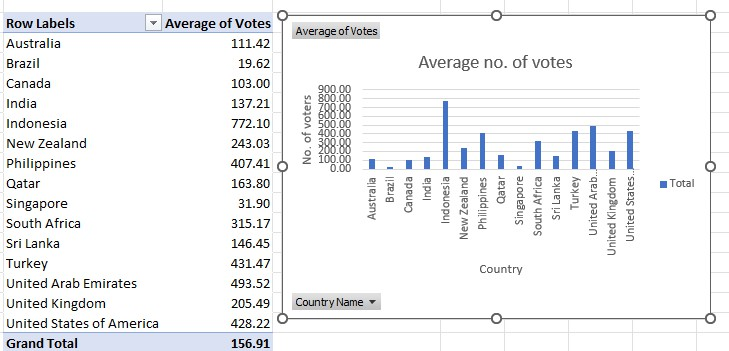 Row Labels Average of Votes
Australia 111.42
Brazil 19.62
Canada 103.00
India 137.21
Indonesia 772.10
New Zealand 243.03
Philippines 407.41
Qatar 163.80
Singapore 31.90
South Africa 315.17
Sri Lanka 146.45
Turkey 431.47
United Arab Emirates 493.52
United Kingdom 205.49
United States of America 428.22
Grand Total 156.91
Average of Votes
Average no. of votes
No. of voters
900.00
800.00
700.00
600.00
500.00
400.00
300.00
200.00
100.00
0.00
Australia
Brazil
Canada
India
Indonesia
New Zealand
Philippines
Qatar
Singapore
South Africa
Sri Lanka
Turkey
United Arab...
United Kingdom
United States...
Total
Country
Country Name